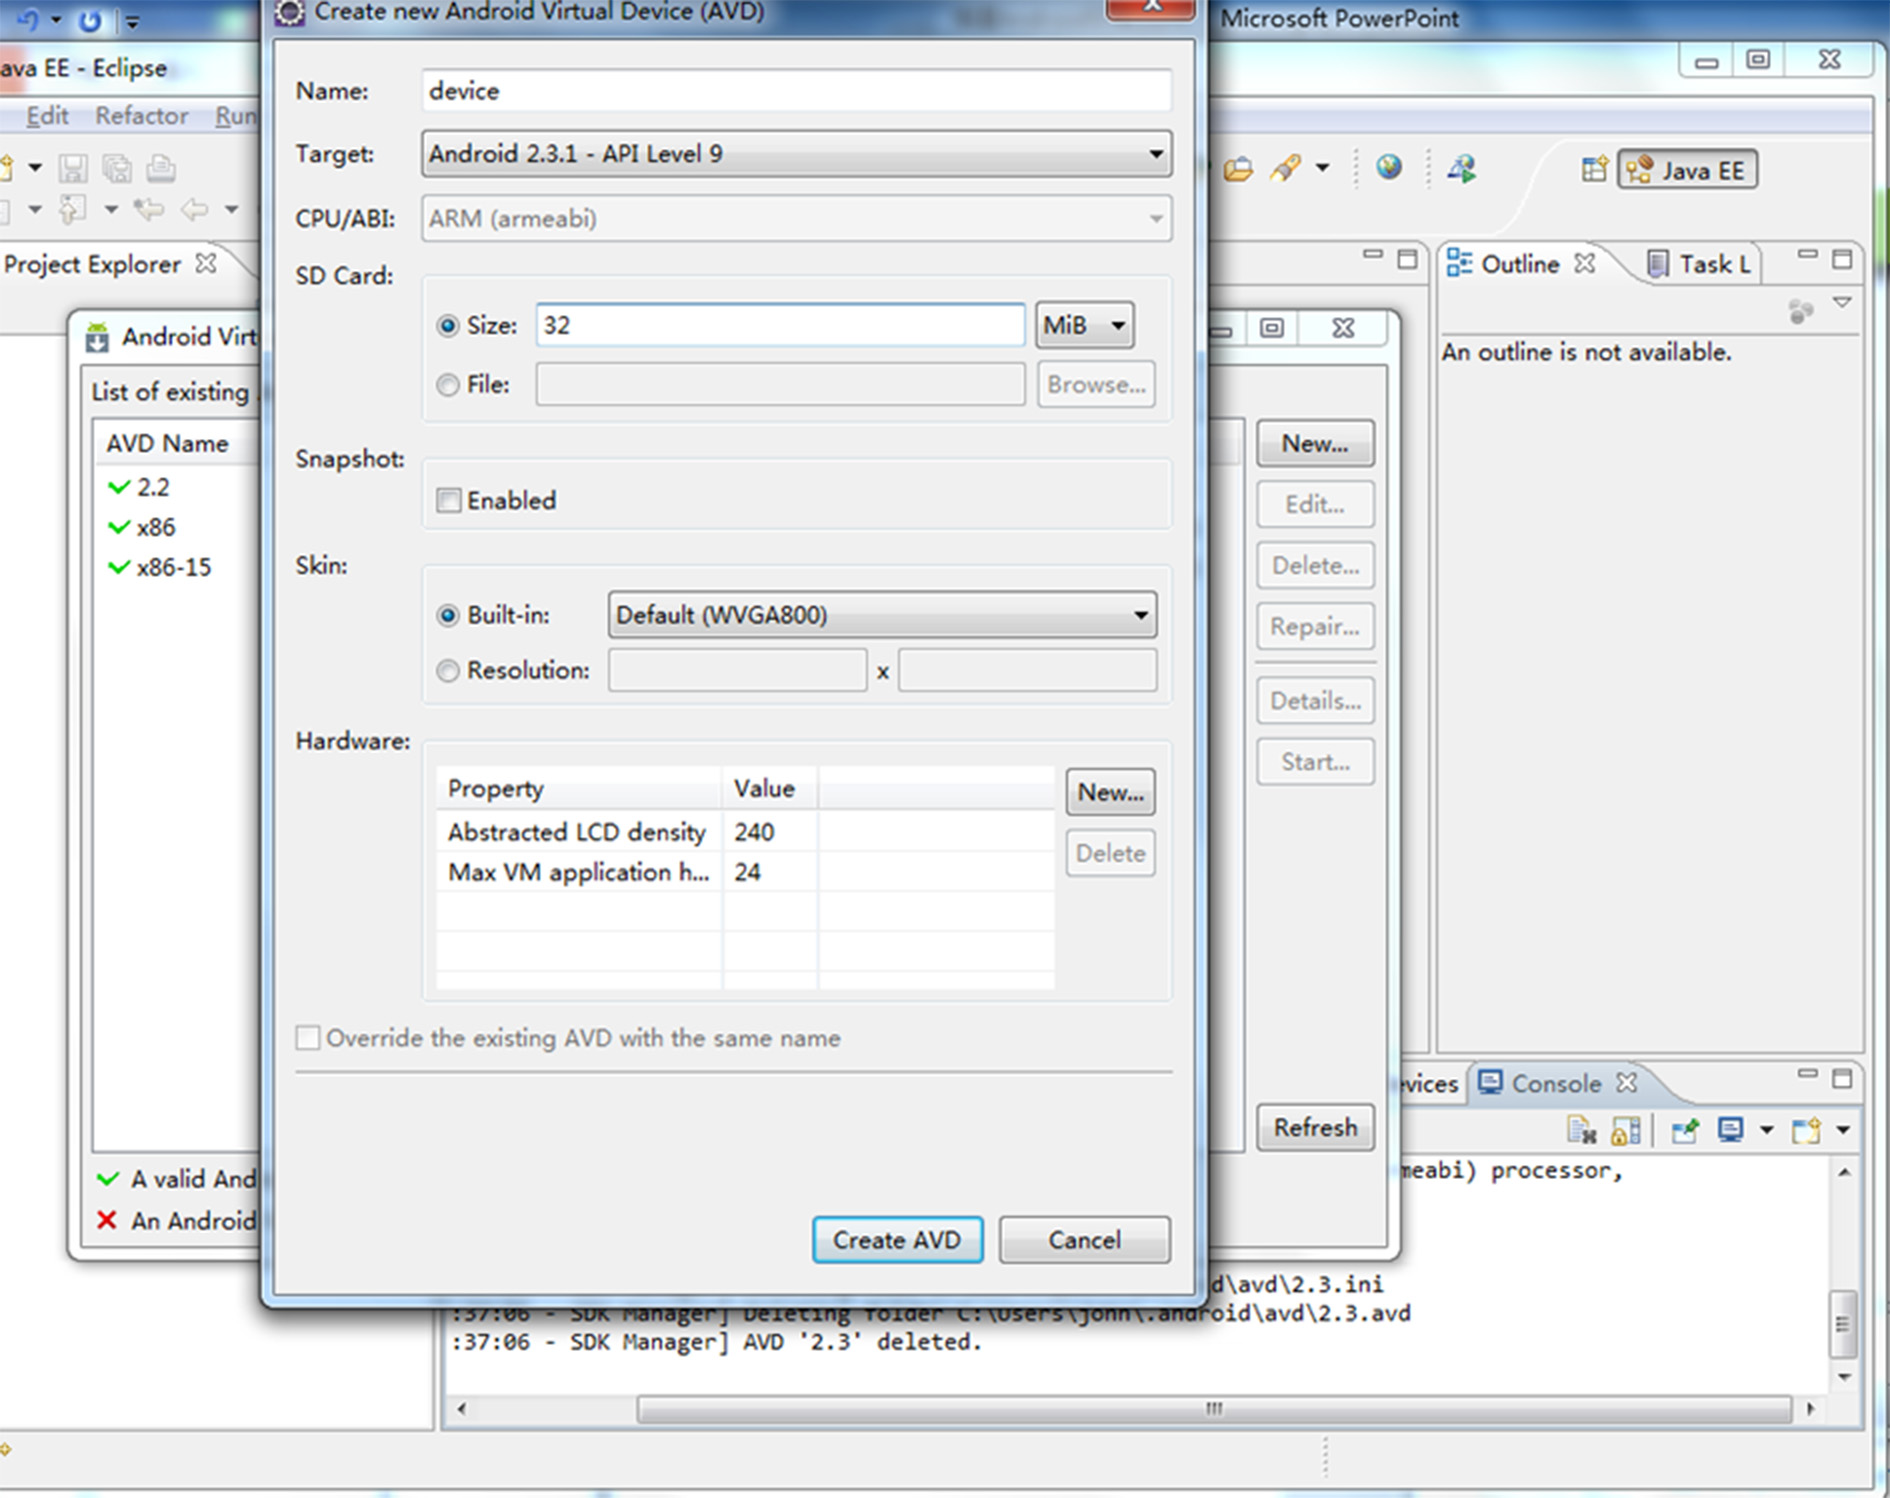 Create new Android Virtual Device (AVD)
Microsoft PowerPoint
ava EE - Eclipse
Edit Refactor Run
Java EE
Project Explorer
Outline
Task L
An outline is not available.
Android Virt
List of existing
AVD Name
2.2
x86
x86-15
A valid And
An Android
Name: device
Target: Android 2.3.1 - API Level 9
CPU/ABI: ARM (armeabi)
SD Card:
Size: 32 MiB
File: Browse...
Snapshot:
Enabled
Skin:
Built-in: Default (WVGA800)
Resolution: x
Hardware:
Property Value
Abstracted LCD density 240
Max VM application h... 24
New...
Delete
Override the existing AVD with the same name
Create AVD
Cancel
New...
Edit...
Delete...
Repair...
Details...
Start...
Refresh
vices
Console
meabi) processor,
d\avd\2.3.ini
:37:06 - SDK Manager] Deleting folder C:\Users\john\.android\avd\2.3.avd
:37:06 - SDK Manager] AVD '2.3' deleted.